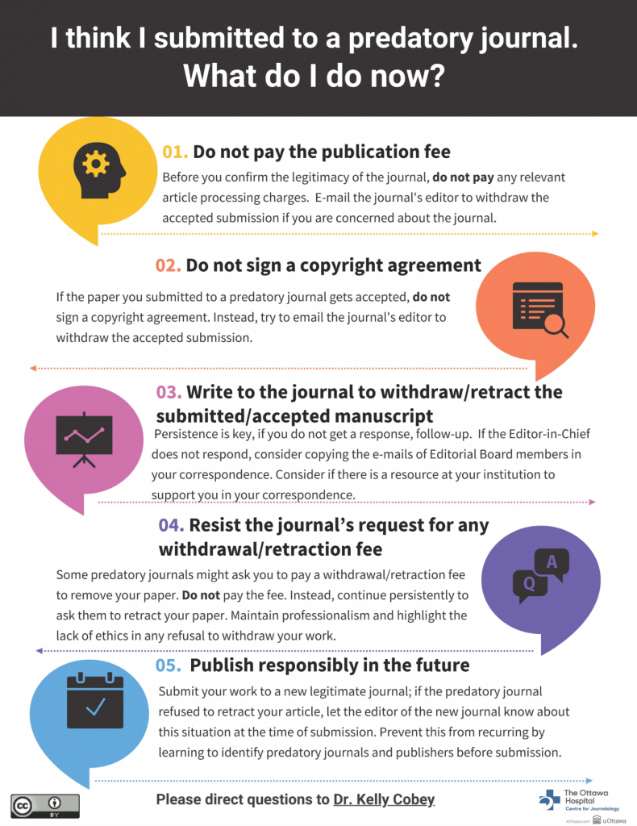 I think I submitted to a predatory journal.
What do I do now?
01. Do not pay the publication fee
Before you confirm the legitimacy of the journal, do not pay any relevant
article processing charges.  E-mail the journal's editor to withdraw the
accepted submission if you are concerned about the journal.
02. Do not sign a copyright agreement
If the paper you submitted to a predatory journal gets accepted, do not
sign a copyright agreement. Instead, try to email the journal's editor to
withdraw the accepted submission.
03. Write to the journal to withdraw/retract the
submitted/accepted manuscript
Persistence is key, if you do not get a response, follow-up.  If the Editor-in-Chief
does not respond, consider copying the e-mails of Editorial Board members in
your correspondence. Consider if there is a resource at your institution to
support you in your correspondence.
04. Resist the journal's request for any
withdrawal/retraction fee
Some predatory journals might ask you to pay a withdrawal/retraction fee
to remove your paper. Do not pay the fee. Instead, continue persistently to
ask them to retract your paper. Maintain professionalism and highlight the
lack of ethics in any refusal to withdraw your work.
A
Q
05. Publish responsibly in the future
Submit your work to a new legitimate journal; if the predatory journal
refused to retract your article, let the editor of the new journal know about
this situation at the time of submission. Prevent this from recurring by
learning to identify predatory journals and publishers before submission.
cc
BY
Please direct questions to Dr. Kelly Cobey
The Ottawa
Hospital
Centre for Journalology
Affiliated with uOttawa